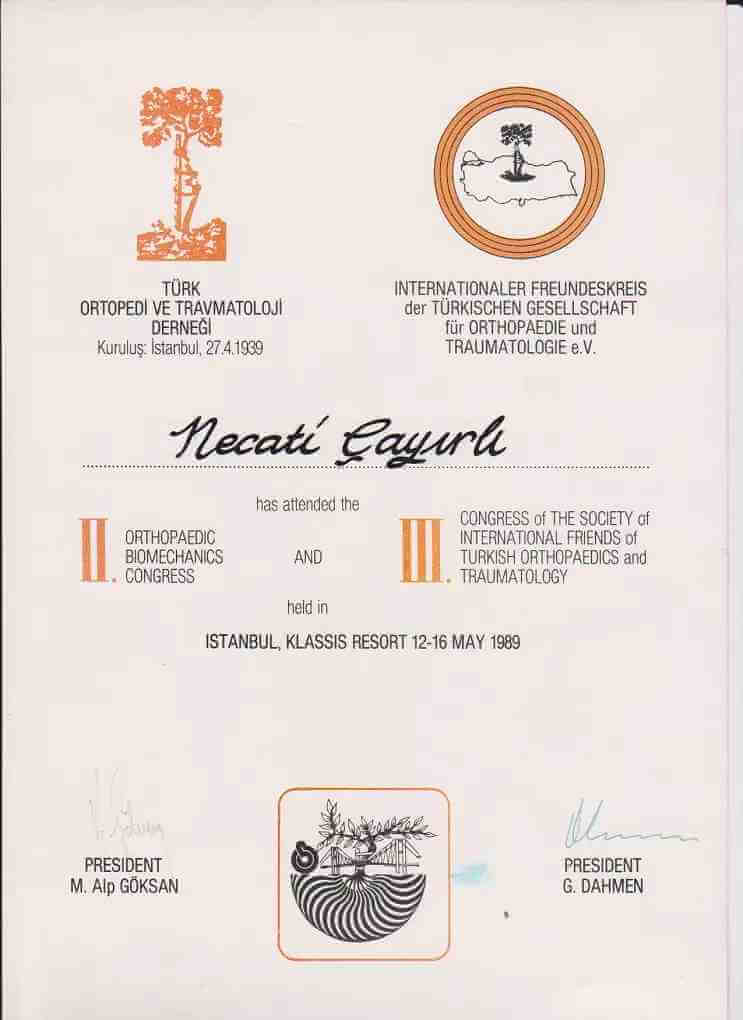 TÜRK
ORTOPEDİ VE TRAVMATOLOJİ
DERNEĞİ
Kuruluş: İstanbul, 27.4.1939
INTERNATIONALER FREUNDESKREIS
der TÜRKISCHEN GESELLSCHAFT
für ORTHOPAEDIE und
TRAUMATOLOGIE e.V.
Necati Çayırlı
has attended the
II. ORTHOPAEDIC
BIOMECHANICS
CONGRESS
AND
III. CONGRESS of THE SOCIETY of
INTERNATIONAL FRIENDS of
TURKISH ORTHOPAEDICS and
TRAUMATOLOGY
held in
ISTANBUL, KLASSIS RESORT 12-16 MAY 1989
PRESIDENT
M. Alp GÖKSAN
PRESIDENT
G. DAHMEN